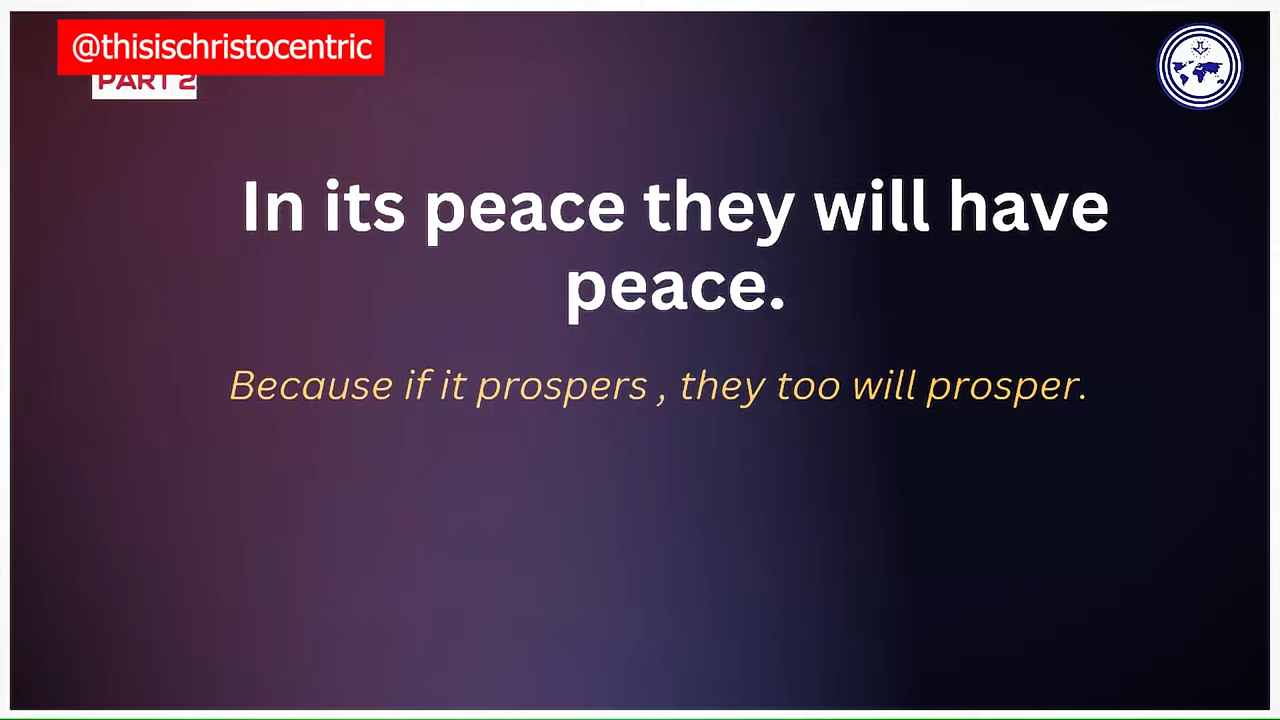 @thisischristocentric
PART 2
In its peace they will have
peace.
Because if it prospers , they too will prosper.